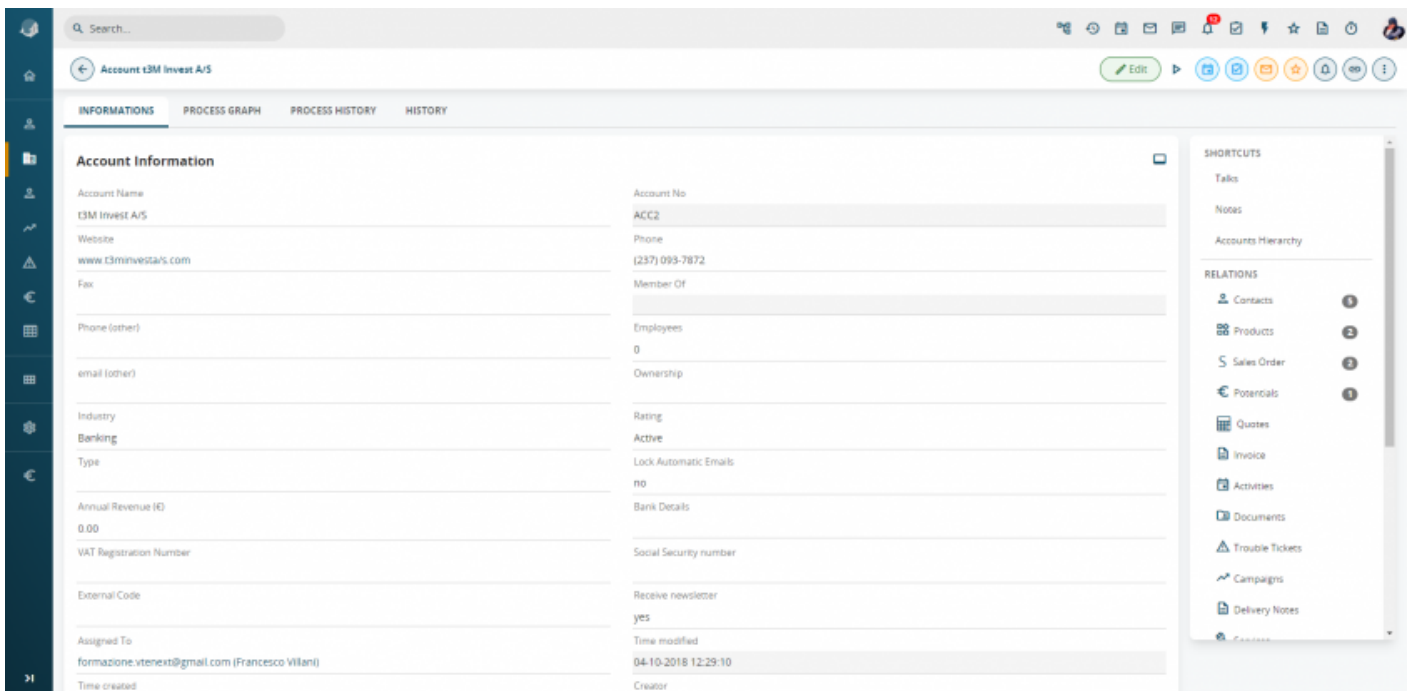 Search...
12
Account t3M Invest A/S
Edit
INFORMATIONS
PROCESS GRAPH
PROCESS HISTORY
HISTORY
Account Information
Account Name
t3M Invest A/S
Account No
ACC2
Website
www.t3minvesta/s.com
Phone
(237) 093-7872
Fax
Member Of
Phone (other)
Employees
0
email (other)
Ownership
Industry
Banking
Rating
Active
Type
Lock Automatic Emails
no
Annual Revenue (€)
0.00
Bank Details
VAT Registration Number
Social Security number
External Code
Receive newsletter
yes
Assigned To
formazione.vtenext@gmail.com (Francesco Villani)
Time modified
04-10-2018 12:29:10
Time created
Creator
SHORTCUTS
Talks
Notes
Accounts Hierarchy
RELATIONS
Contacts 5
Products 2
Sales Order 2
Potentials 1
Quotes
Invoice
Activities
Documents
Trouble Tickets
Campaigns
Delivery Notes